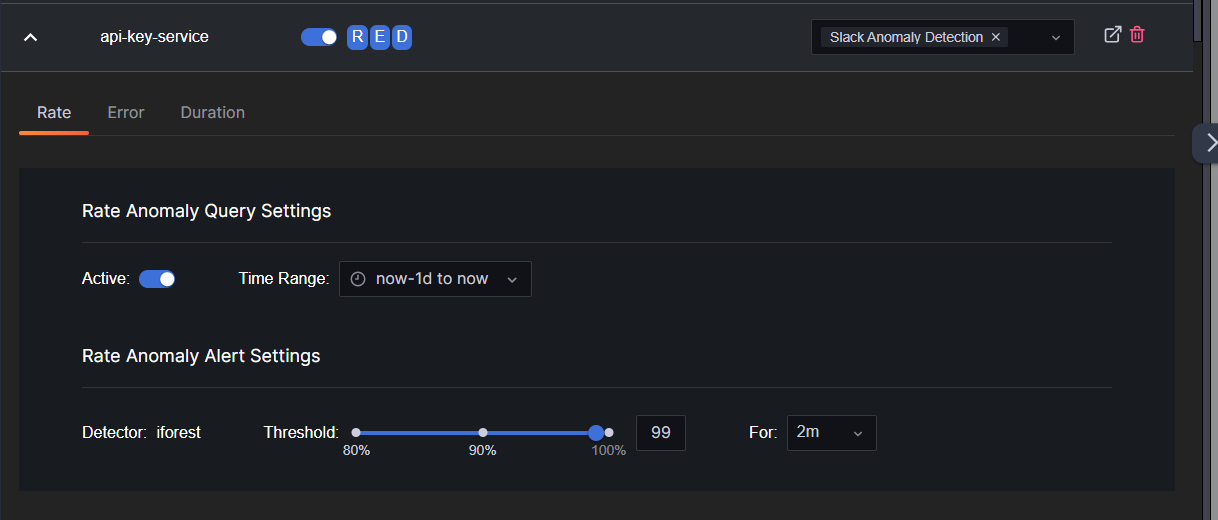 api-key-service R E D Slack Anomaly Detection ×
Rate Error Duration
Rate Anomaly Query Settings
Active: Time Range: now-1d to now
Rate Anomaly Alert Settings
Detector: iforest Threshold: 99 For: 2m
80% 90% 100%